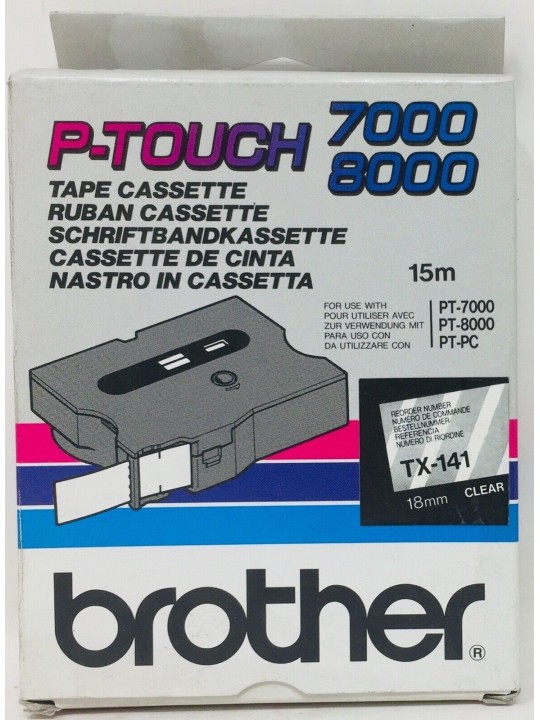 P-TOUCH 7000
8000
TAPE CASSETTE
RUBAN CASSETTE
SCHRIFTBANDKASSETTE
CASSETTE DE CINTA
NASTRO IN CASSETTA
15m
FOR USE WITH
POUR UTILISER AVEC
ZUR VERWENDUNG MIT
PARA USO CON
DA UTILIZZARE CON
PT-7000
PT-8000
PT-PC
REORDER NUMBER
NUMERO DE COMMANDE
BESTELLNUMMER
REFERENCIA
NUMERO DI RIORDINE
TX-141
18mm CLEAR
brother®